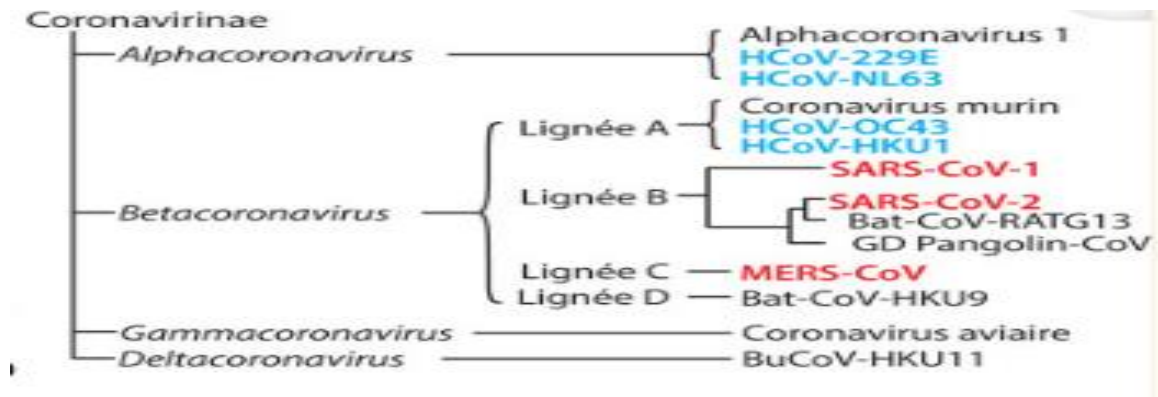 Coronavirinae
Alphacoronavirus
Alphacoronavirus 1
HCoV-229E
HCoV-NL63
Betacoronavirus
Lignée A
Coronavirus murin
HCoV-OC43
HCoV-HKU1
Lignée B
SARS-CoV-1
SARS-CoV-2
Bat-CoV-RATG13
GD Pangolin-CoV
Lignée C
MERS-CoV
Lignée D
Bat-CoV-HKU9
Gammacoronavirus
Coronavirus aviaire
Deltacoronavirus
BuCoV-HKU11